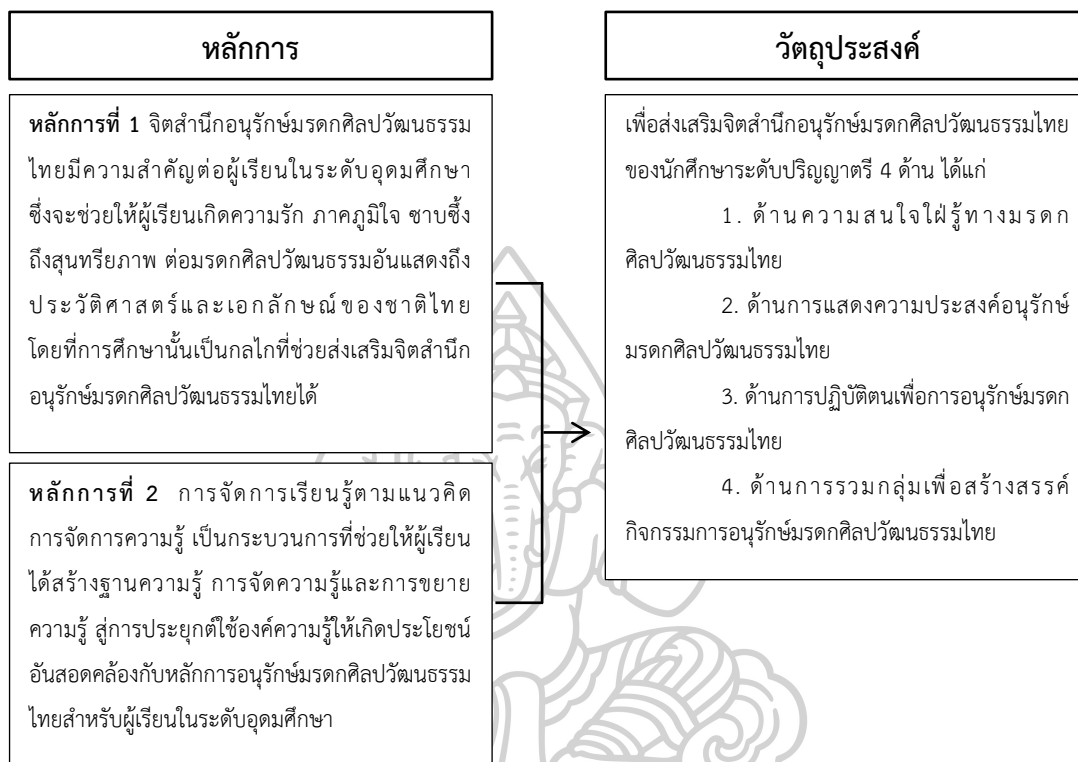 หลักการ
หลักการที่ 1 จิตสำนึกอนุรักษ์มรดกศิลปวัฒนธรรม
ไทยมีความสำคัญต่อผู้เรียนในระดับอุดมศึกษา
ซึ่งจะช่วยให้ผู้เรียนเกิดความรัก ภาคภูมิใจ ซาบซึ้ง
ถึงสุนทรียภาพ ต่อมรดกศิลปวัฒนธรรมอันแสดงถึง
ประวัติศาสตร์และเอกลักษณ์ของชาติไทย
โดยที่การศึกษานั้นเป็นกลไกที่ช่วยส่งเสริมจิตสำนึก
อนุรักษ์มรดกศิลปวัฒนธรรมไทยได้
หลักการที่ 2 การจัดการเรียนรู้ตามแนวคิด
การจัดการความรู้ เป็นกระบวนการที่ช่วยให้ผู้เรียน
ได้สร้างฐานความรู้ การจัดความรู้และการขยาย
ความรู้ สู่การประยุกต์ใช้องค์ความรู้ให้เกิดประโยชน์
อันสอดคล้องกับหลักการอนุรักษ์มรดกศิลปวัฒนธรรม
ไทยสำหรับผู้เรียนในระดับอุดมศึกษา
วัตถุประสงค์
เพื่อส่งเสริมจิตสำนึกอนุรักษ์มรดกศิลปวัฒนธรรมไทย
ของนักศึกษาระดับปริญญาตรี 4 ด้าน ได้แก่
1. ด้านความสนใจใฝ่รู้ทางมรดก
ศิลปวัฒนธรรมไทย
2. ด้านการแสดงความประสงค์อนุรักษ์
มรดกศิลปวัฒนธรรมไทย
3. ด้านการปฏิบัติตนเพื่อการอนุรักษ์มรดก
ศิลปวัฒนธรรมไทย
4. ด้านการรวมกลุ่มเพื่อสร้างสรรค์
กิจกรรมการอนุรักษ์มรดกศิลปวัฒนธรรมไทย